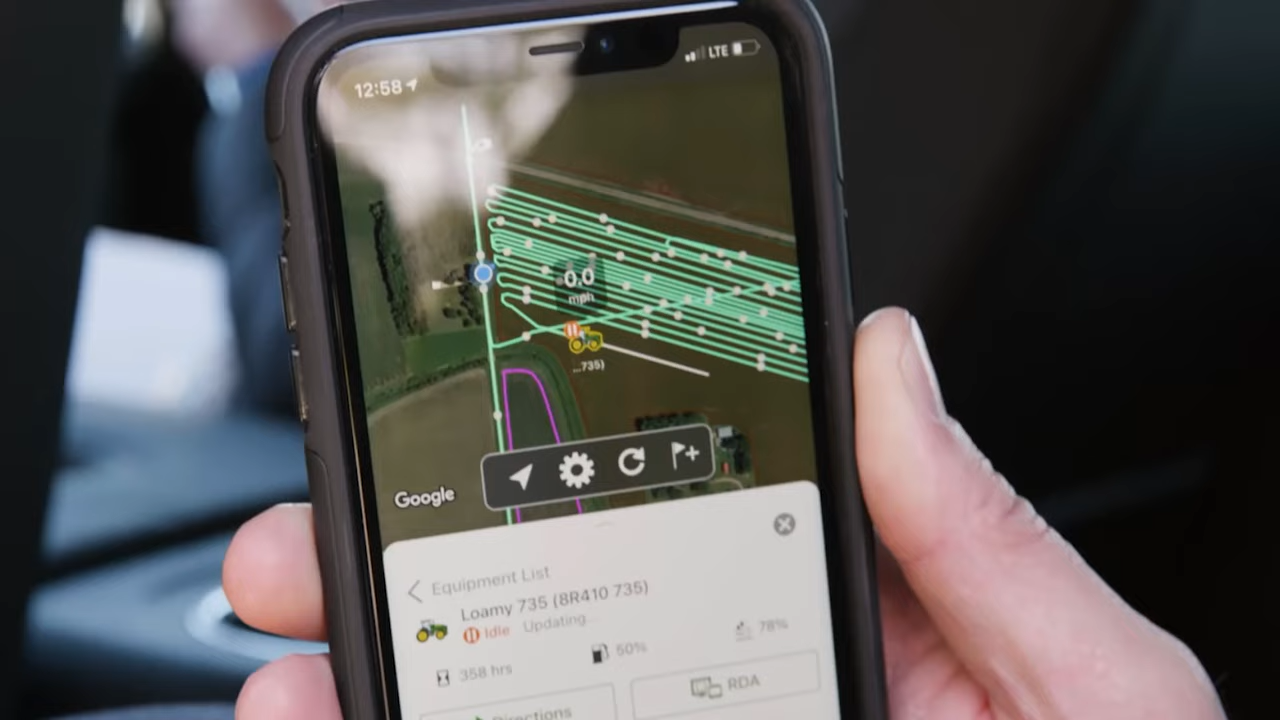 12:58
LTE
0.0
mph
...735)
Google
Equipment List
Loamy 735 (8R410 735)
Idle Updating...
358 hrs
50%
78%
Directions
RDA